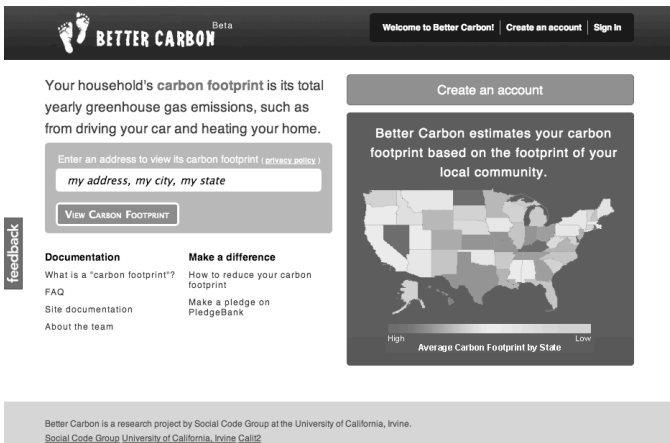 BETTER CARBON Beta
Welcome to Better Carbon! Create an account Sign in
Your household's carbon footprint is its total
yearly greenhouse gas emissions, such as
from driving your car and heating your home.
Enter an address to view its carbon footprint ( privacy policy )
my address, my city, my state
VIEW CARBON FOOTPRINT
feedback
Documentation
What is a "carbon footprint"?
FAQ
Site documentation
About the team
Make a difference
How to reduce your carbon
footprint
Make a pledge on
PledgeBank
Create an account
Better Carbon estimates your carbon
footprint based on the footprint of your
local community.
High Low
Average Carbon Footprint by State
Better Carbon is a research project by Social Code Group at the University of California, Irvine.
Social Code Group University of California, Irvine Calit2